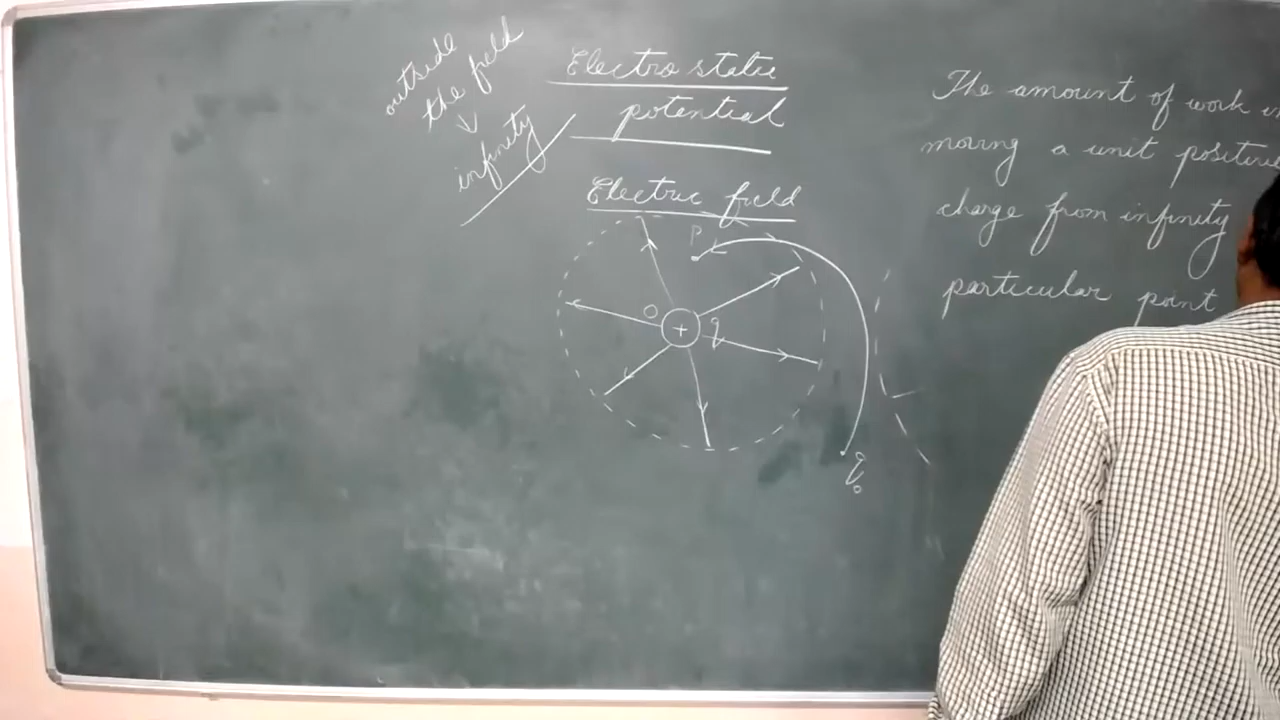 outside
the field
infinity
Electro static
potential
Electric field
P
O
+
q
q₀
The amount of work
moving a unit positive
charge from infinity
particular point